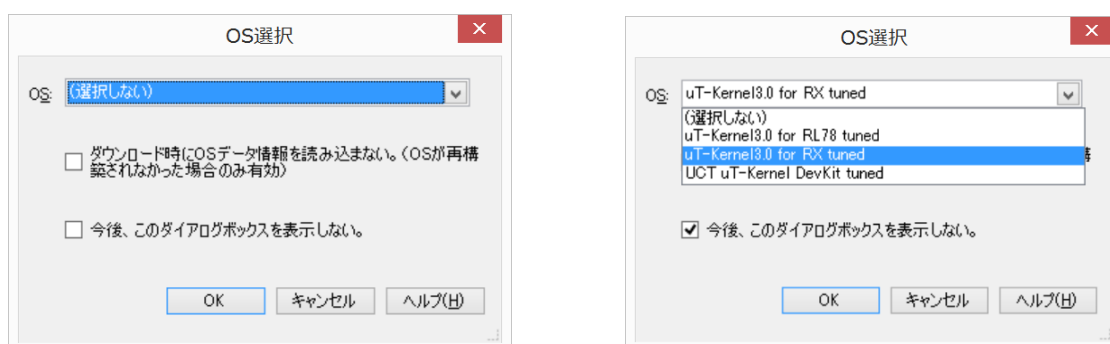 OS選択
OS: (選択しない)
ダウンロード時にOSデータ情報を読み込まない。(OSが再構
築されなかった場合のみ有効)
今後、このダイアログボックスを表示しない。
OK キャンセル ヘルプ(H)
OS選択
OS: uT-Kernel3.0 for RX tuned
(選択しない)
uT-Kernel3.0 for RL78 tuned
uT-Kernel3.0 for RX tuned
UCT uT-Kernel DevKit tuned
今後、このダイアログボックスを表示しない。
OK キャンセル ヘルプ(H)